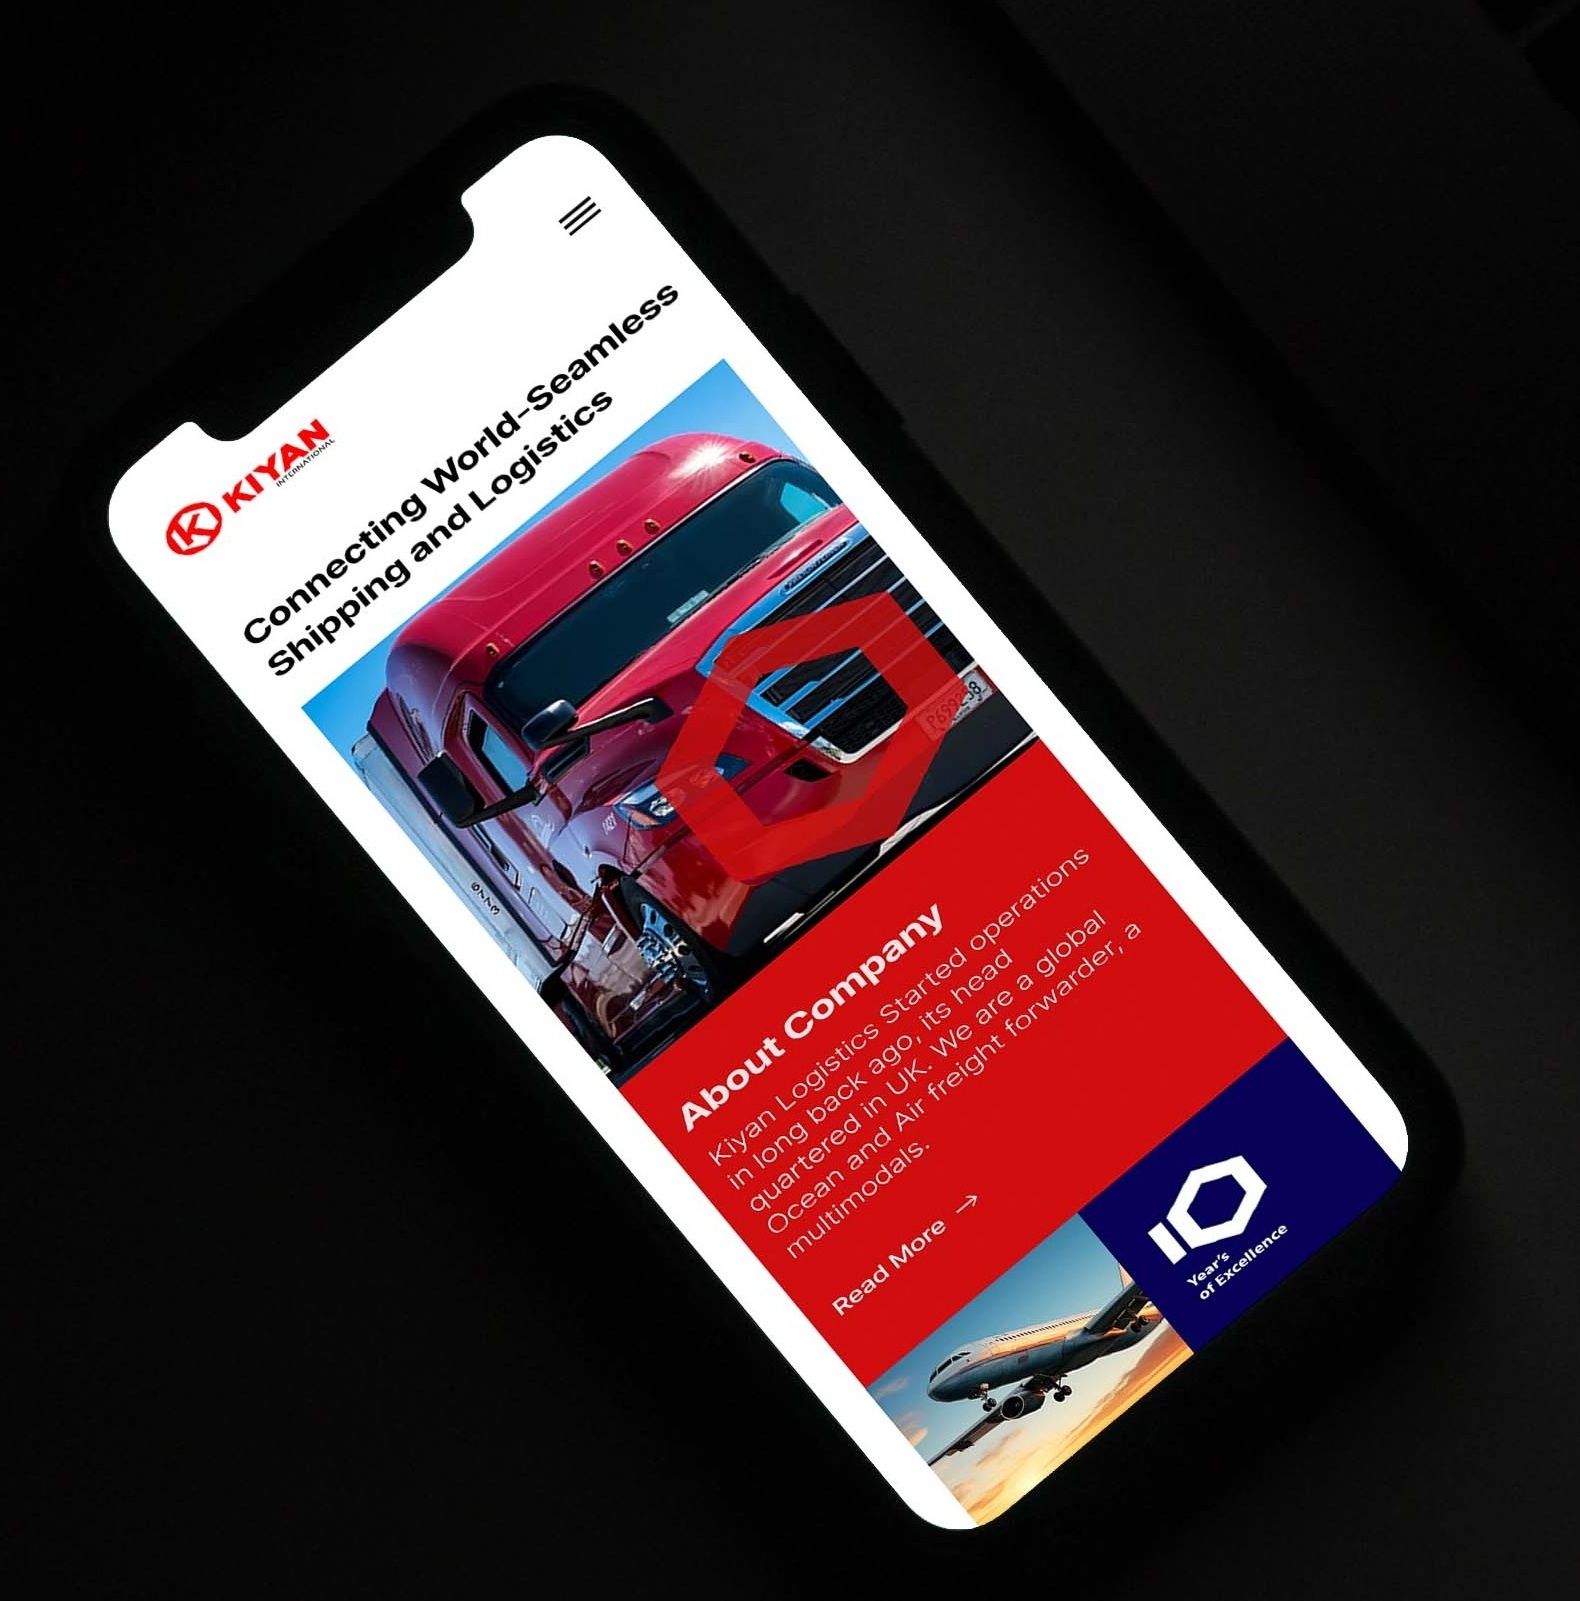 KIYAN
INTERNATIONAL
Connecting World-Seamless
Shipping and Logistics
About Company
Kiyan Logistics Started operations
in long back ago, its head
quartered in UK. We are a global
Ocean and Air freight forwarder, a
multimodals.
Read More →
10
Year's
of Excellence